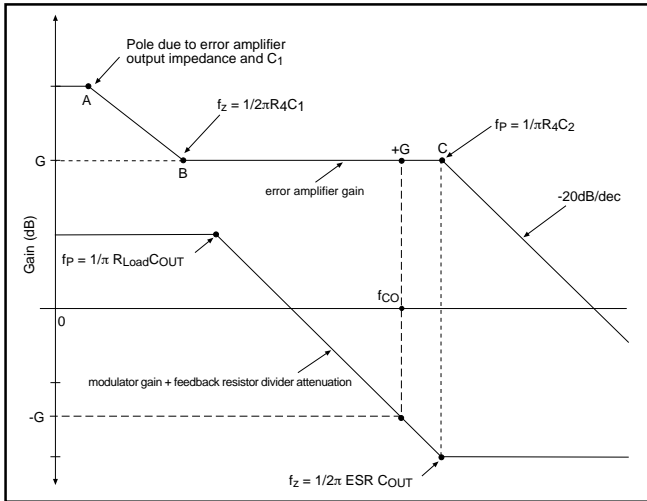 Pole due to error amplifier
output impedance and C1
A
fz = 1/2πR4C1
fP = 1/πR4C2
+G
C
G
B
error amplifier gain
-20dB/dec
Gain (dB)
fP = 1/π RLoadCOUT
fCO
0
modulator gain + feedback resistor divider attenuation
-G
fz = 1/2π ESR COUT